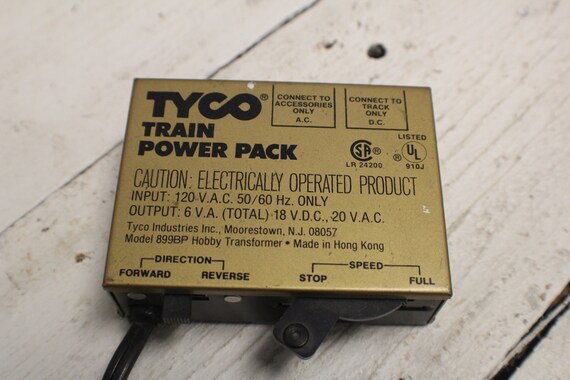 TYCO®
TRAIN
POWER PACK
CONNECT TO
ACCESSORIES
ONLY
A.C.
CONNECT TO
TRACK
ONLY
D.C.
SA®
LR 24200
LISTED
® UL
910J
CAUTION: ELECTRICALLY OPERATED PRODUCT
INPUT: 120 V.A.C. 50/60 Hz. ONLY
OUTPUT: 6 V.A. (TOTAL) 18 V.D.C., 20 V.A.C.
Tyco Industries Inc., Moorestown, N.J. 08057
Model 899BP Hobby Transformer • Made in Hong Kong
DIRECTION
FORWARD REVERSE
SPEED
STOP FULL